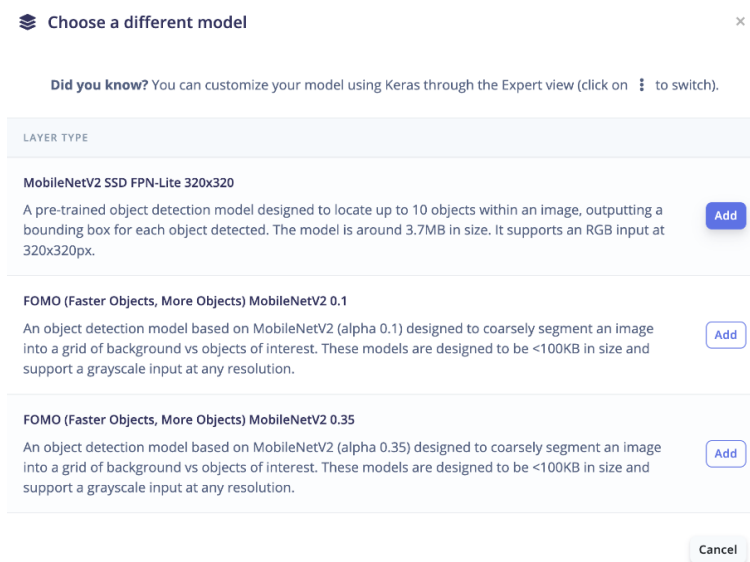 Choose a different model
×
Did you know? You can customize your model using Keras through the Expert view (click on ⋮ to switch).
LAYER TYPE
MobileNetV2 SSD FPN-Lite 320x320
A pre-trained object detection model designed to locate up to 10 objects within an image, outputting a
bounding box for each object detected. The model is around 3.7MB in size. It supports an RGB input at
320x320px.
Add
FOMO (Faster Objects, More Objects) MobileNetV2 0.1
An object detection model based on MobileNetV2 (alpha 0.1) designed to coarsely segment an image
into a grid of background vs objects of interest. These models are designed to be <100KB in size and
support a grayscale input at any resolution.
Add
FOMO (Faster Objects, More Objects) MobileNetV2 0.35
An object detection model based on MobileNetV2 (alpha 0.35) designed to coarsely segment an image
into a grid of background vs objects of interest. These models are designed to be <100KB in size and
support a grayscale input at any resolution.
Add
Cancel